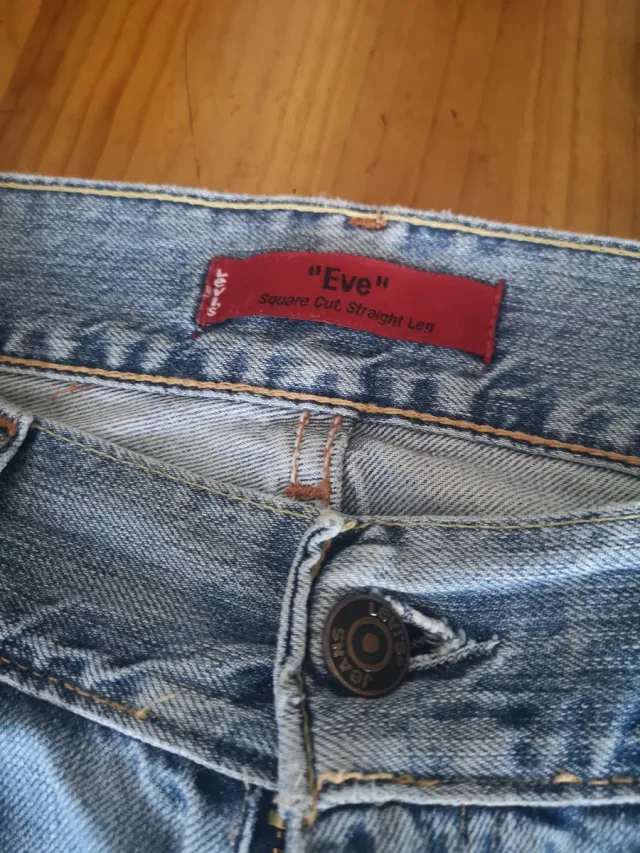 Levi's
"Eve"
Square Cut, Straight Leg
Levi's
JEANS